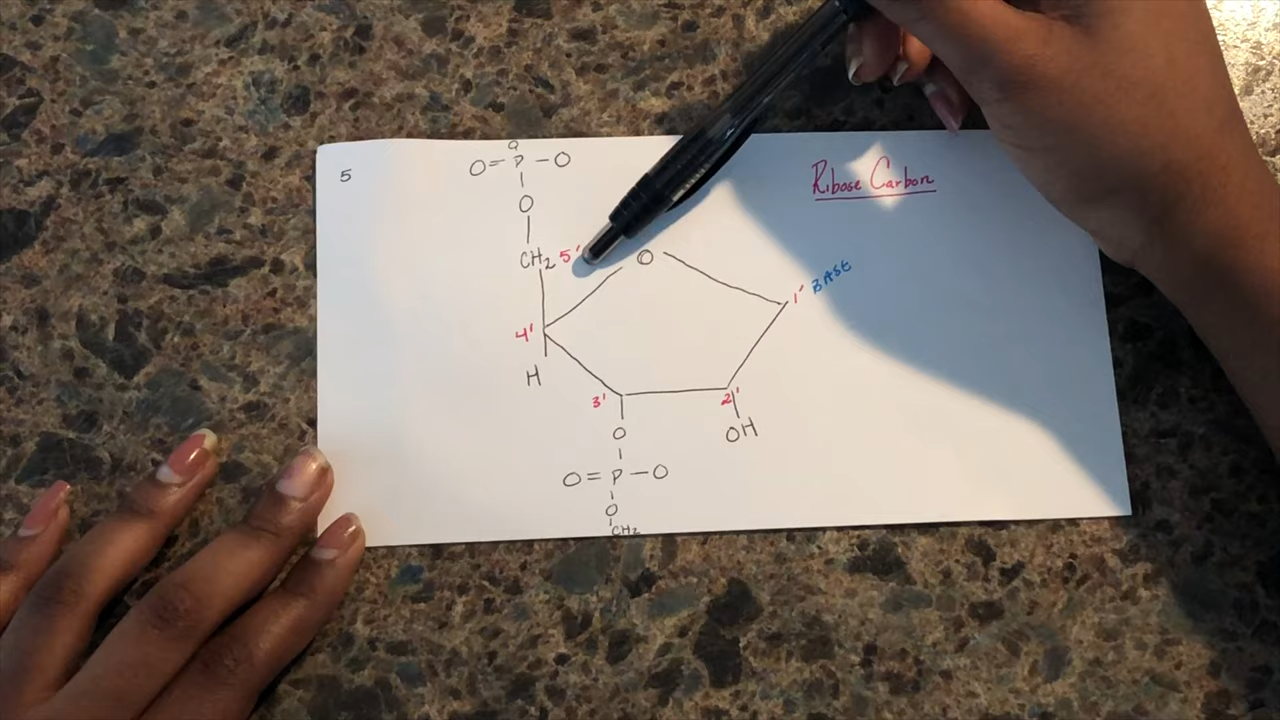 5
Ribose Carbon
O
O=P-O
O
CH2 5'
O
1' BASE
4'
H
3'
2'
O
OH
O=P-O
O
CH2